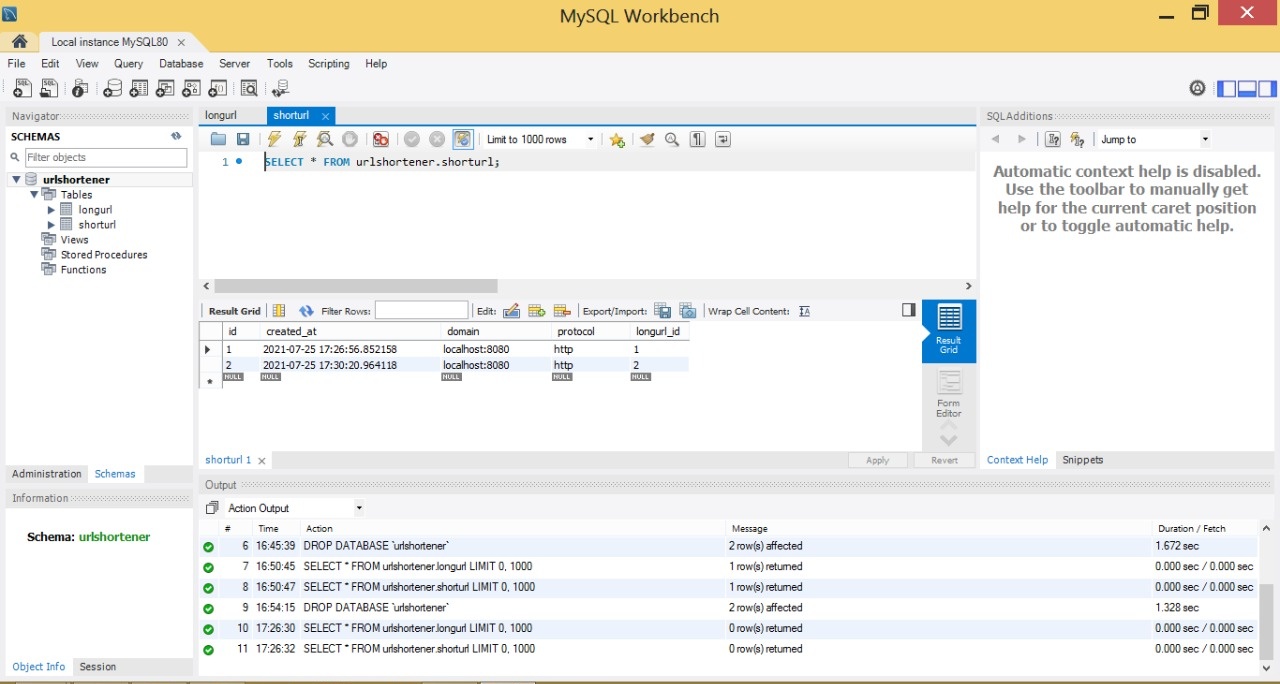 MySQL Workbench
Local instance MySQL80
File Edit View Query Database Server Tools Scripting Help
Navigator
SCHEMAS
Filter objects
urlshortener
Tables
longurl
shorturl
Views
Stored Procedures
Functions
Administration Schemas
Information
Schema: urlshortener
Object Info Session
longurl shorturl
Limit to 1000 rows
1 SELECT * FROM urlshortener.shorturl;
Result Grid Filter Rows: Edit: Export/Import: Wrap Cell Content:
id created_at domain protocol longurl_id
1 2021-07-25 17:26:56.852158 localhost:8080 http 1
2 2021-07-25 17:30:20.964118 localhost:8080 http 2
NULL NULL NULL NULL NULL
Result
Grid
Form
Editor
shorturl 1 Apply Revert
SQLAdditions
Jump to
Automatic context help is disabled.
Use the toolbar to manually get
help for the current caret position
or to toggle automatic help.
Context Help Snippets
Output
Action Output
# Time Action Message Duration / Fetch
6 16:45:39 DROP DATABASE `urlshortener` 2 row(s) affected 1.672 sec
7 16:50:45 SELECT * FROM urlshortener.longurl LIMIT 0, 1000 1 row(s) returned 0.000 sec / 0.000 sec
8 16:50:47 SELECT * FROM urlshortener.shorturl LIMIT 0, 1000 1 row(s) returned 0.000 sec / 0.000 sec
9 16:54:15 DROP DATABASE `urlshortener` 2 row(s) affected 1.328 sec
10 17:26:30 SELECT * FROM urlshortener.longurl LIMIT 0, 1000 0 row(s) returned 0.000 sec / 0.000 sec
11 17:26:32 SELECT * FROM urlshortener.shorturl LIMIT 0, 1000 0 row(s) returned 0.000 sec / 0.000 sec